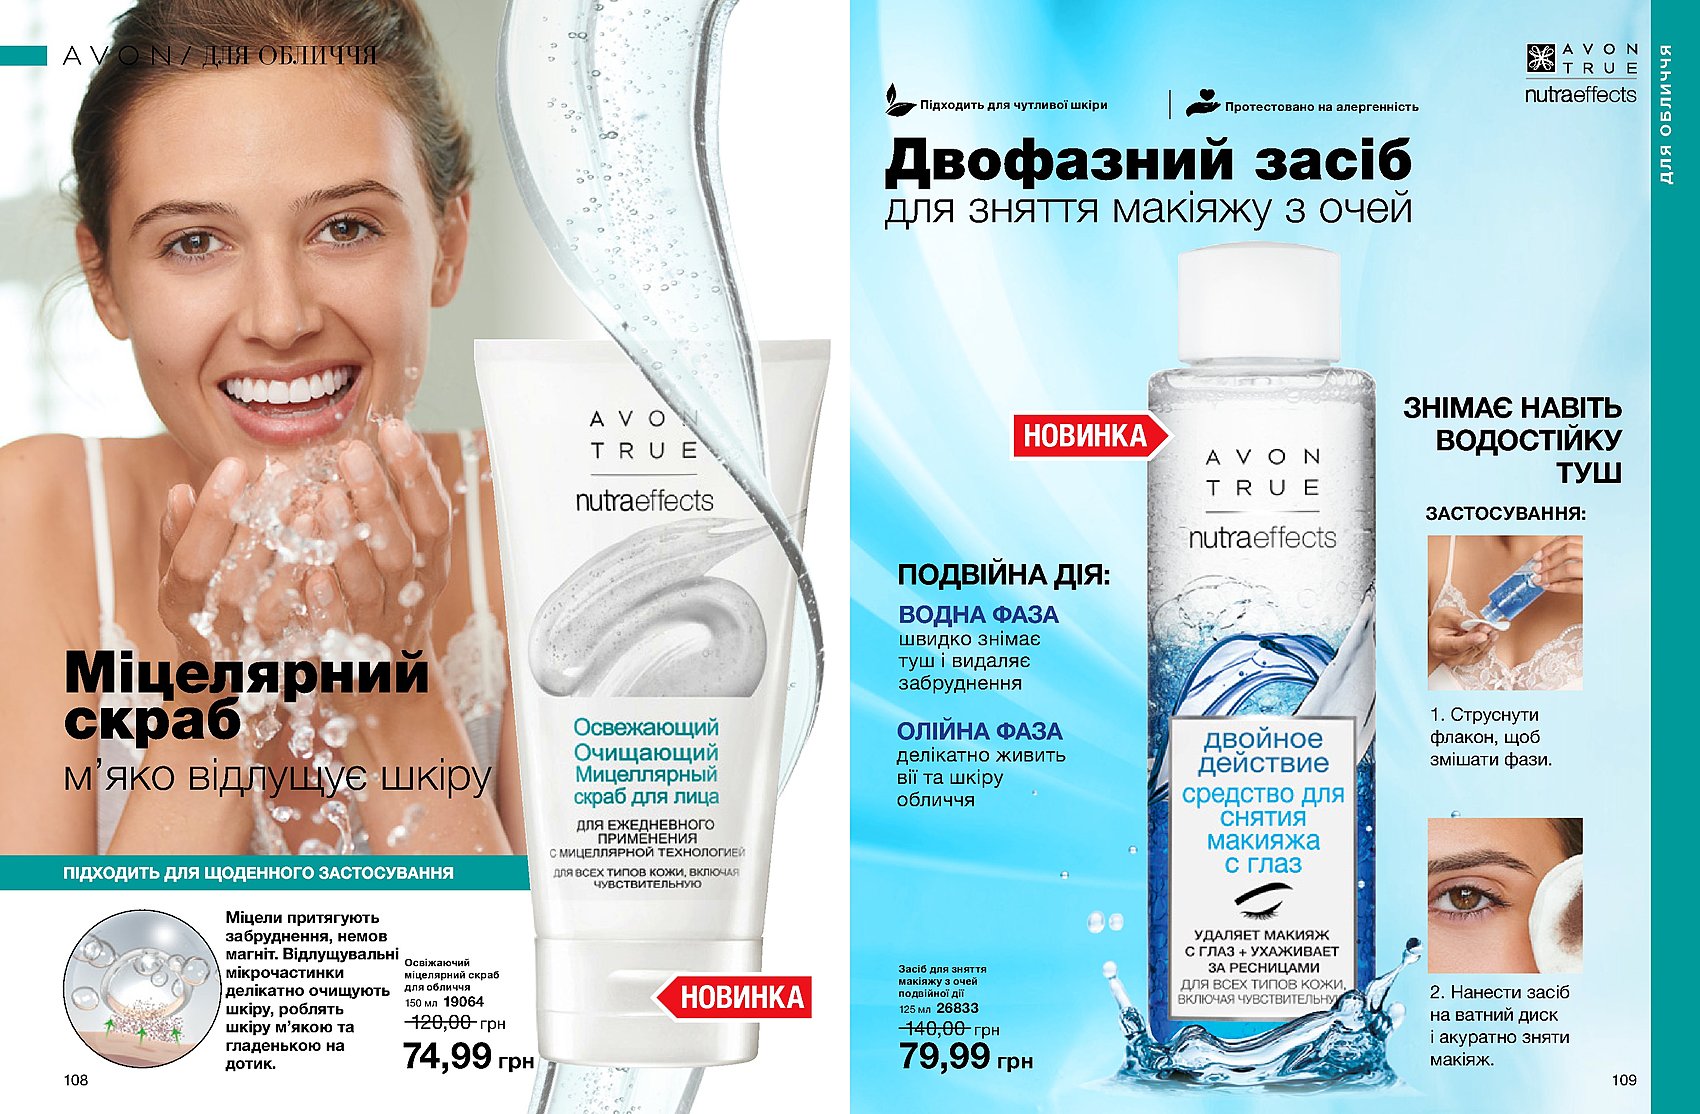 AVON / ДЛЯ ОБЛИЧЧЯ
AVON
TRUE
nutraeffects
Освежающий
Очищающий
Мицеллярный
скраб для лица
ДЛЯ ЕЖЕДНЕВНОГО
ПРИМЕНЕНИЯ
С МИЦЕЛЛЯРНОЙ ТЕХНОЛОГИЕЙ
ДЛЯ ВСЕХ ТИПОВ КОЖИ, ВКЛЮЧАЯ
ЧУВСТВИТЕЛЬНУЮ
Міцелярний
скраб
м’яко відлущує шкіру
ПІДХОДИТЬ ДЛЯ ЩОДЕННОГО ЗАСТОСУВАННЯ
Міцели притягують
забруднення, немов
магніт. Відлущувальні
мікрочастинки
делікатно очищують
шкіру, роблять
шкіру м’якою та
гладенькою на
дотик.
Освіжаючий
міцелярний скраб
для обличчя
150 мл 19064
120,00 грн
74,99 грн
НОВИНКА
108
Підходить для чутливої шкіри
Протестовано на алергенність
AVON
TRUE
nutraeffects
ДЛЯ ОБЛИЧЧЯ
Двофазний засіб
для зняття макіяжу з очей
НОВИНКА
AVON
TRUE
nutraeffects
двойное
действие
средство для
снятия
макияжа
с глаз
УДАЛЯЕТ МАКИЯЖ
С ГЛАЗ + УХАЖИВАЕТ
ЗА РЕСНИЦАМИ
ДЛЯ ВСЕХ ТИПОВ КОЖИ,
ВКЛЮЧАЯ ЧУВСТВИТЕЛЬНУЮ
ПОДВІЙНА ДІЯ:
ВОДНА ФАЗА
швидко знімає
туш і видаляє
забруднення
ОЛІЙНА ФАЗА
делікатно живить
вії та шкіру
обличчя
Засіб для зняття
макіяжу з очей
подвійної дії
125 мл 26833
140,00 грн
79,99 грн
ЗНІМАЄ НАВІТЬ
ВОДОСТІЙКУ
ТУШ
ЗАСТОСУВАННЯ:
1. Струснути
флакон, щоб
змішати фази.
2. Нанести засіб
на ватний диск
і акуратно зняти
макіяж.
109